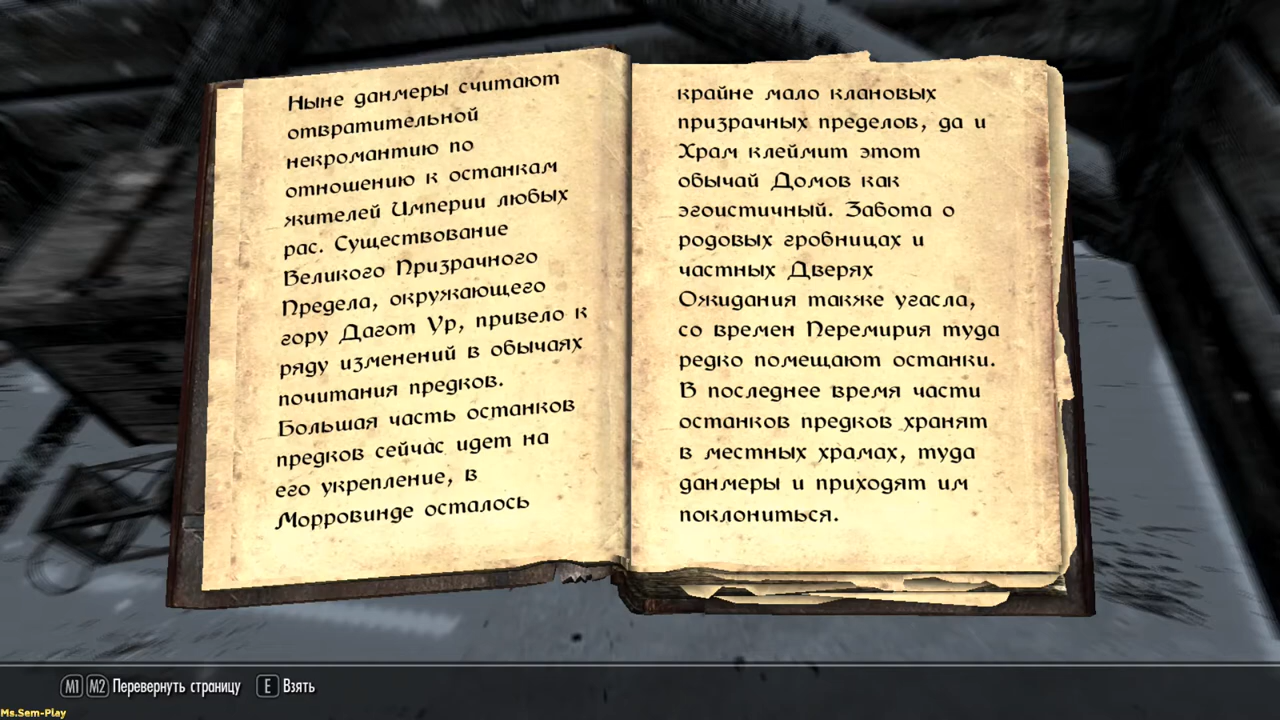 Ныне данмеры считают
отвратительной
некромантию по
отношению к останкам
жителей Империи любых
рас. Существование
Великого Призрачного
Предела, окружающего
гору Дагот Ур, привело к
ряду изменений в обычаях
почитания предков.
Большая часть останков
предков сейчас идет на
его укрепление, в
Морровинде осталось
крайне мало клановых
призрачных пределов, да и
Храм клеймит этот
обычай Домов как
эгоистичный. Забота о
родовых гробницах и
частных Дверях
Ожидания также угасла,
со времен Перемирия туда
редко помещают останки.
В последнее время части
останков предков хранят
в местных храмах, туда
данмеры и приходят им
поклониться.
M1 M2 Перевернуть страницу E Взять
Ms.Sem-Play